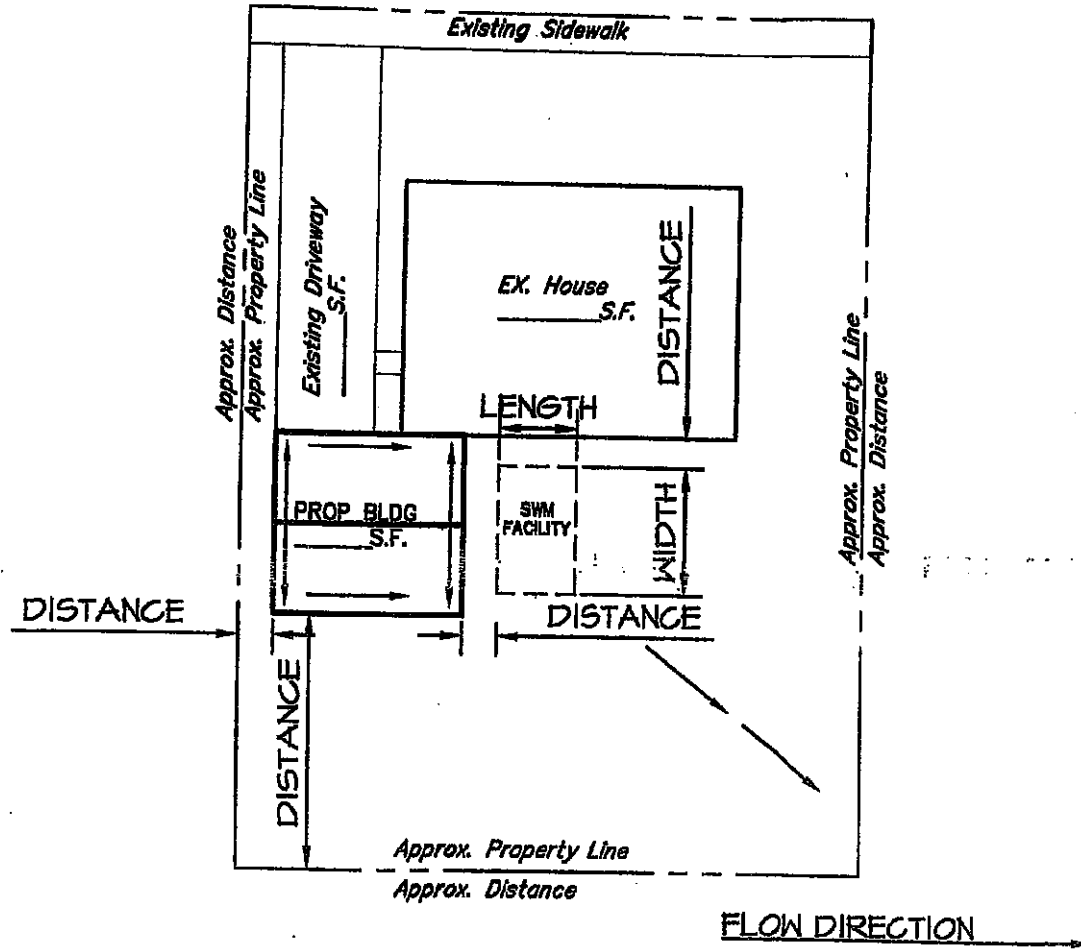 Existing Sidewalk
Approx. Distance
Approx. Property Line
Existing Driveway
S.F.
EX. House
S.F.
DISTANCE
LENGTH
PROP BLDG
S.F.
SWM
FACILITY
WIDTH
Approx. Property Line
Approx. Distance
DISTANCE
DISTANCE
DISTANCE
Approx. Property Line
Approx. Distance
FLOW DIRECTION